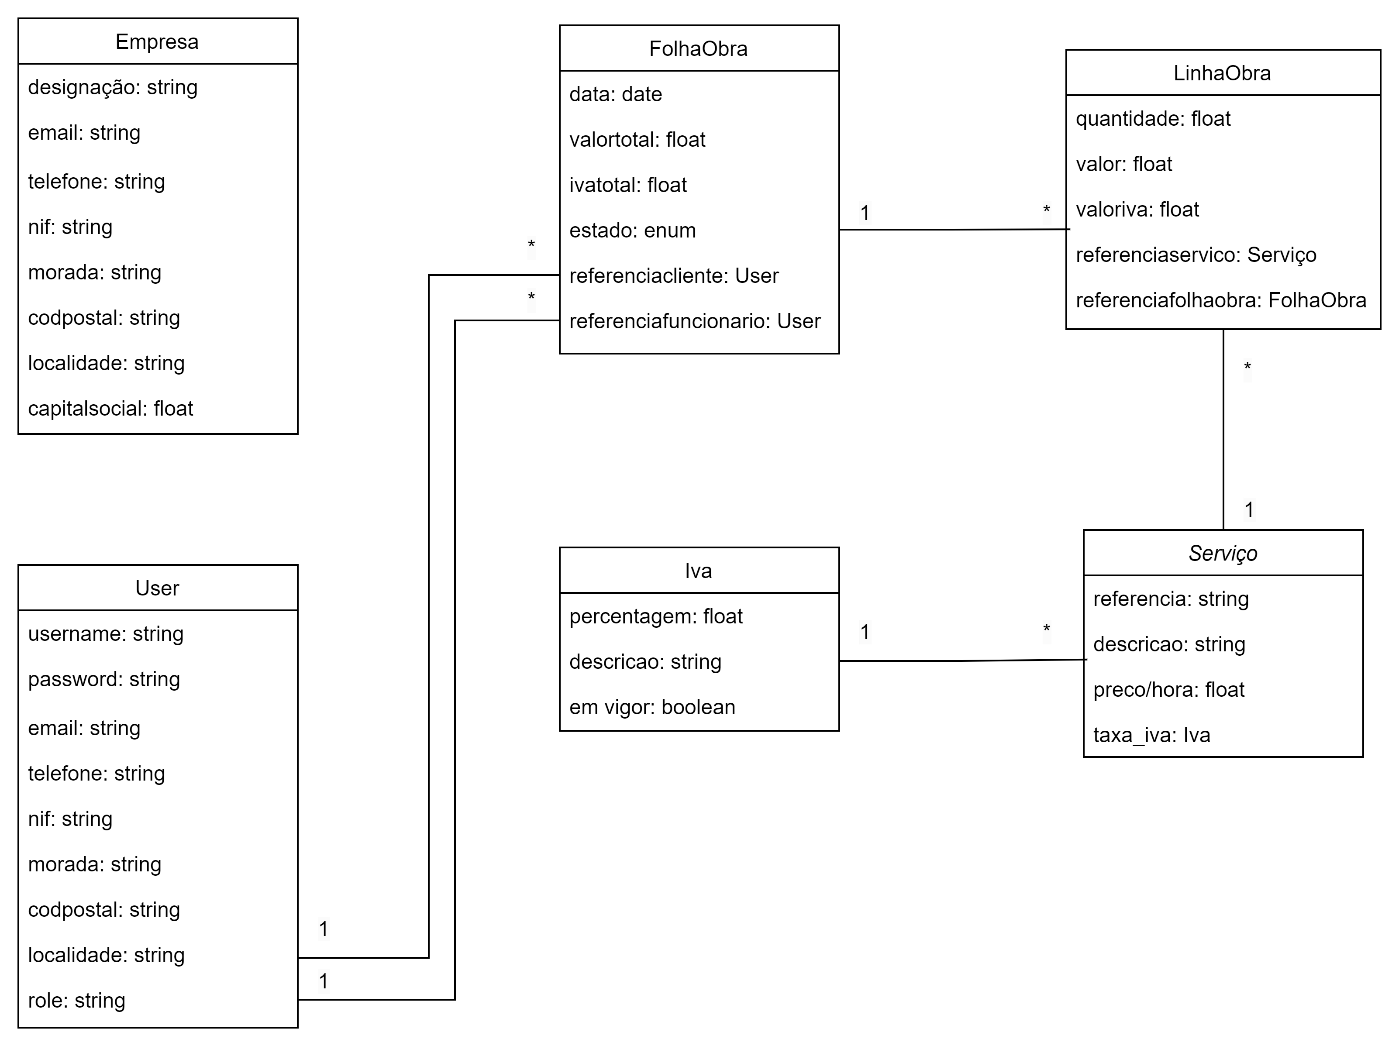 Empresa
designação: string
email: string
telefone: string
nif: string
morada: string
codpostal: string
localidade: string
capitalsocial: float
FolhaObra
data: date
valortotal: float
ivatotal: float
estado: enum
referenciacliente: User
referenciafuncionario: User
LinhaObra
quantidade: float
valor: float
valoriva: float
referenciaservico: Serviço
referenciafolhaobra: FolhaObra
1
*
*
*
*
1
User
username: string
password: string
email: string
telefone: string
nif: string
morada: string
codpostal: string
localidade: string
role: string
1
1
Iva
percentagem: float
descricao: string
em vigor: boolean
1
*
Serviço
referencia: string
descricao: string
preco/hora: float
taxa_iva: Iva